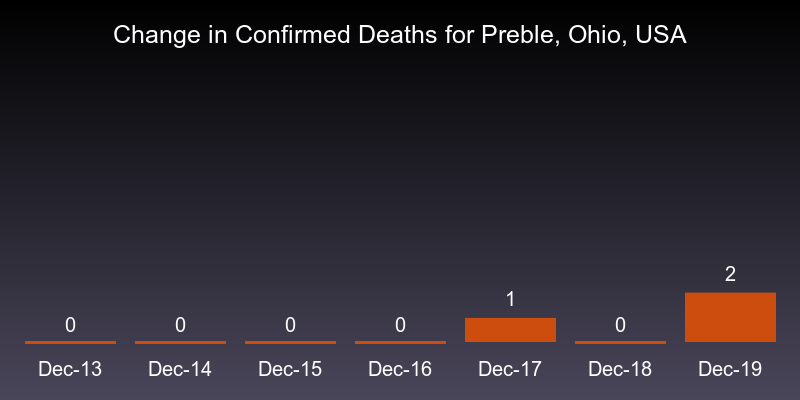 Change in Confirmed Deaths for Preble, Ohio, USA
2
1
0 0 0 0 0
Dec-13 Dec-14 Dec-15 Dec-16 Dec-17 Dec-18 Dec-19